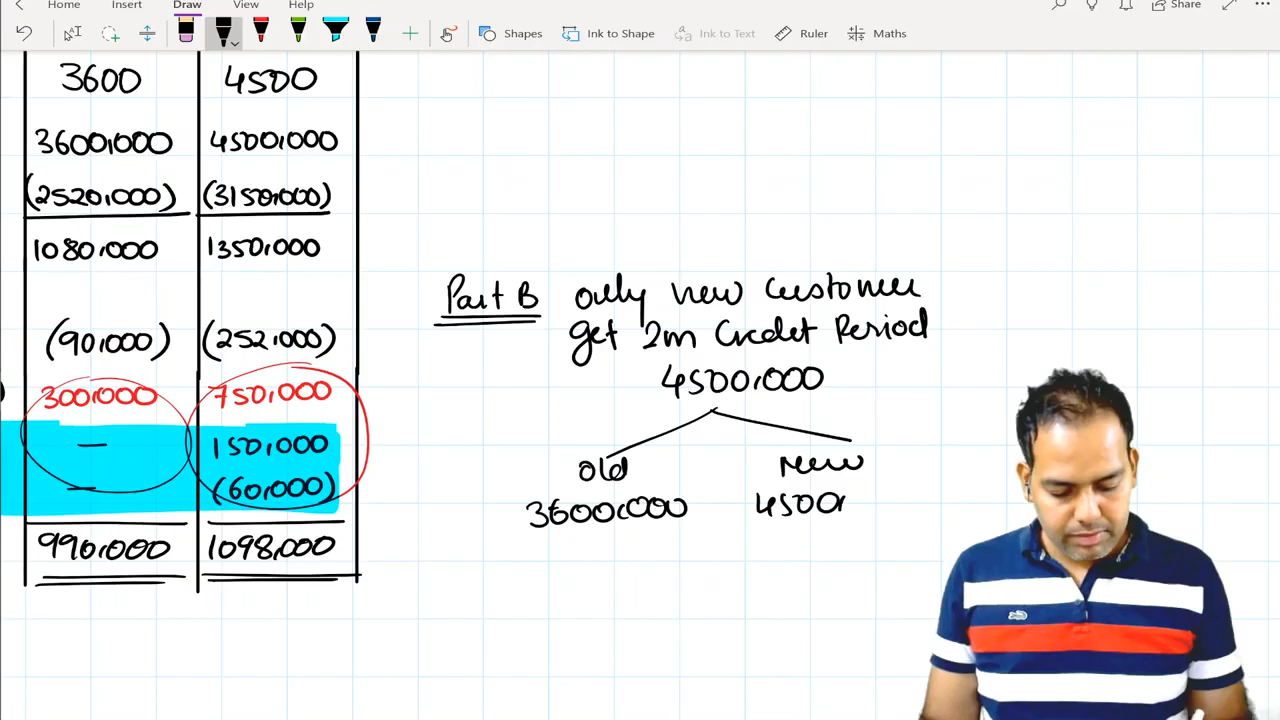 Home Insert Draw View Help Share
Shapes Ink to Shape Ink to Text Ruler Maths
3600 4500
3600,000 4500,000
(2520,000) (3150,000)
1080,000 1350,000
(90,000) (252,000)
300,000 750,000
— 150,000
— (60,000)
990,000 1098,000
Part B only new customer
get 2m Credit Period
4500,000
Old New
3600,000 4500